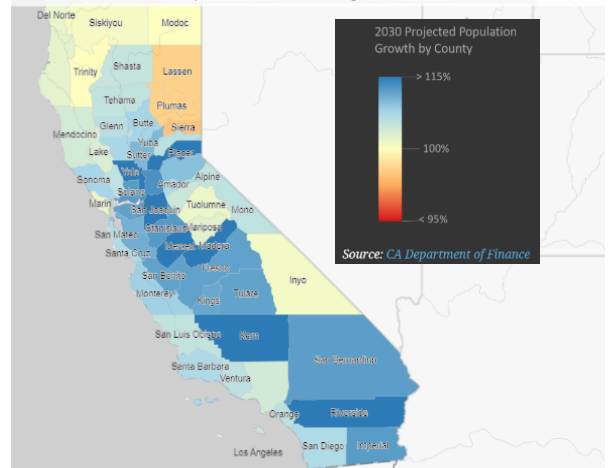 2030 Projected Population
Growth by County
> 115%
100%
< 95%
Source: CA Department of Finance
Del Norte
Siskiyou
Modoc
Trinity
Shasta
Lassen
Tehama
Plumas
Mendocino
Glenn
Butte
Sierra
Yuba
Lake
Sutter
Placer
Sonoma
Yolo
Solano
Amador
Alpine
Marin
San Joaquin
Tuolumne
Mono
San Mateo
Stanislaus
Mariposa
Santa Cruz
Merced
Madera
San Benito
Fresno
Inyo
Monterey
Kings
Tulare
San Luis Obispo
Kern
San Bernardino
Santa Barbara
Ventura
Orange
Riverside
Los Angeles
San Diego
Imperial